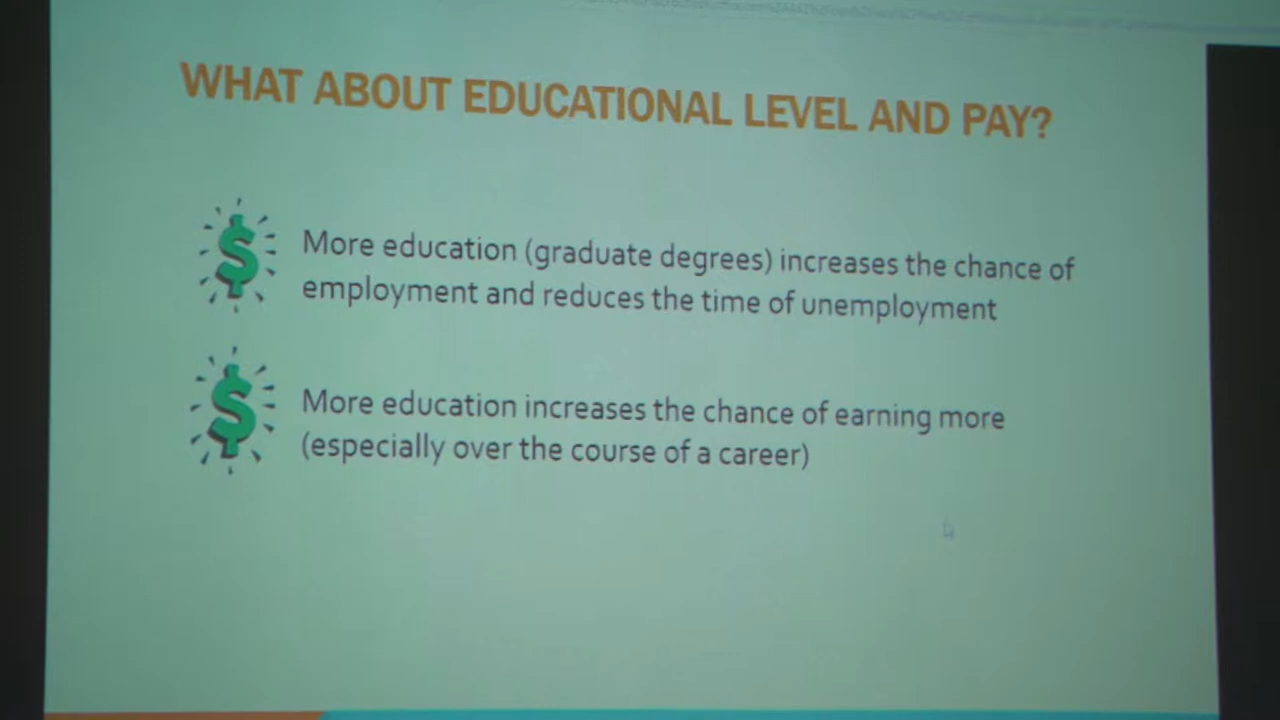 WHAT ABOUT EDUCATIONAL LEVEL AND PAY?
More education (graduate degrees) increases the chance of
employment and reduces the time of unemployment
More education increases the chance of earning more
(especially over the course of a career)